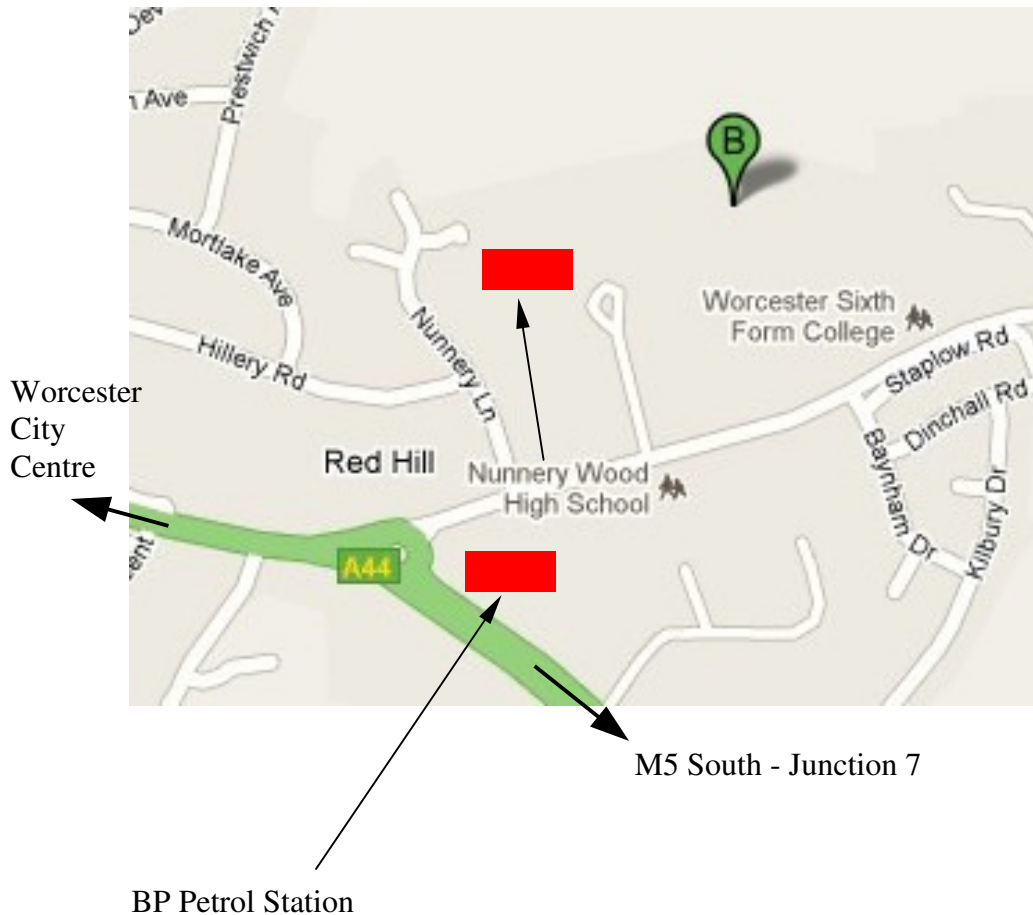 Prestwich
Ave
B
Mortlake Ave
Hillery Rd
Nunnery Ln
Worcester Sixth
Form College
Staplow Rd
Dinchall Rd
Baynham Dr
Kilbury Dr
Worcester
City
Centre
Red Hill
Nunnery Wood
High School
A44
M5 South - Junction 7
BP Petrol Station